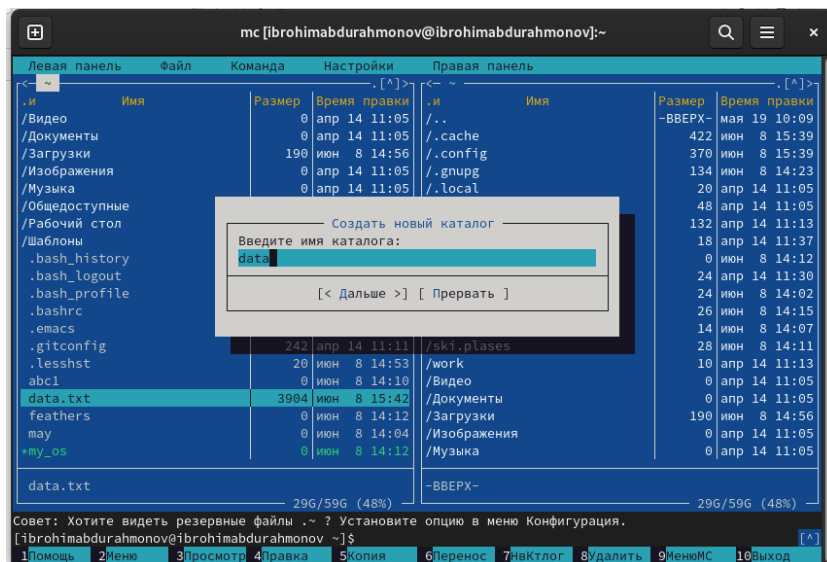 mc [ibrohimabdurahmonov@ibrohimabdurahmonov]:~
Левая панель Файл Команда Настройки Правая панель
<— ~ .[^]> <— ~ .[^]>
.и Имя Размер Время правки .и Имя Размер Время правки
/Видео 0 апр 14 11:05 /.. -ВВЕРХ- мая 19 10:09
/Документы 0 апр 14 11:05 /.cache 422 июн 8 15:39
/Загрузки 190 июн 8 14:56 /.config 370 июн 8 15:39
/Изображения 0 апр 14 11:05 /.gnupg 134 июн 8 14:23
/Музыка 0 апр 14 11:05 /.local 20 апр 14 11:05
/Общедоступные 48 апр 14 11:05
/Рабочий стол 132 апр 14 11:13
/Шаблоны 18 апр 14 11:37
.bash_history 0 июн 8 14:12
.bash_logout 24 апр 14 11:30
.bash_profile 24 июн 8 14:02
.bashrc 26 июн 8 14:15
.emacs 14 июн 8 14:07
Создать новый каталог
Введите имя каталога:
data
[< Дальше >] [ Прервать ]
.gitconfig 242 апр 14 11:11 /ski.plases 28 июн 8 14:11
.lesshst 20 июн 8 14:53 /work 10 апр 14 11:13
abc1 0 июн 8 14:10 /Видео 0 апр 14 11:05
data.txt 3904 июн 8 15:42 /Документы 0 апр 14 11:05
feathers 0 июн 8 14:12 /Загрузки 190 июн 8 14:56
may 0 июн 8 14:04 /Изображения 0 апр 14 11:05
*my_os 0 июн 8 14:12 /Музыка 0 апр 14 11:05
data.txt -ВВЕРХ-
29G/59G (48%) 29G/59G (48%)
Совет: Хотите видеть резервные файлы .~ ? Установите опцию в меню Конфигурация.
[ibrohimabdurahmonov@ibrohimabdurahmonov ~]$ [^]
1Помощь 2Меню 3Просмотр 4Правка 5Копия 6Перенос 7НвКтлог 8Удалить 9МенюМС 10Выход